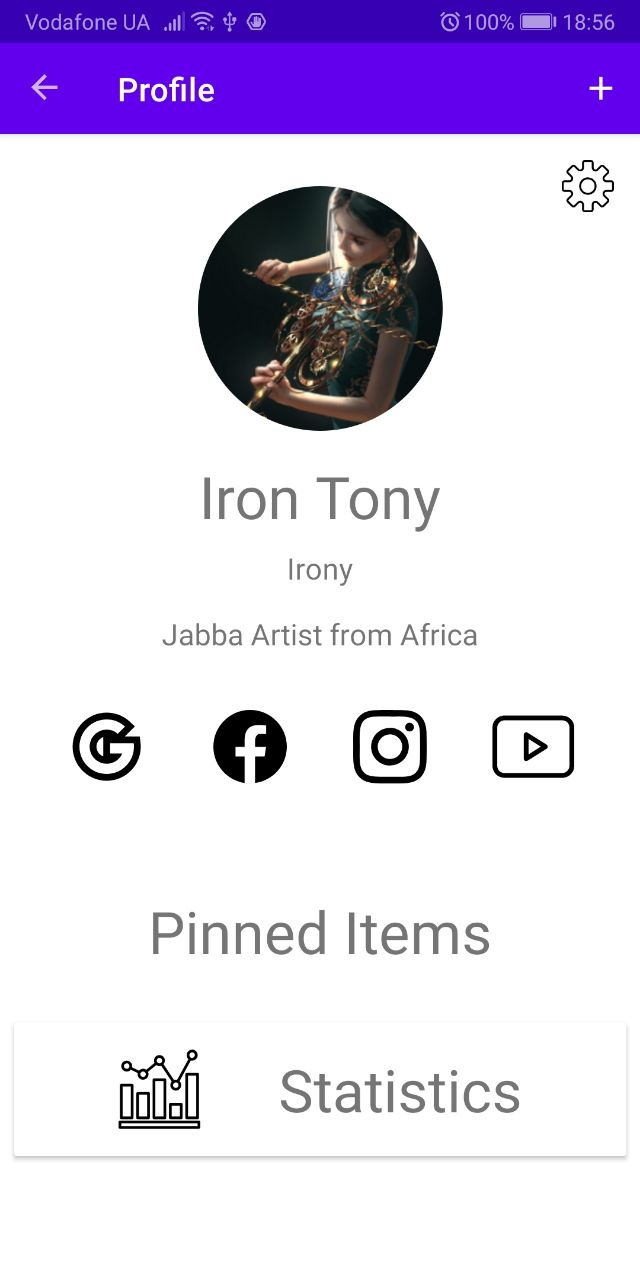 Vodafone UA 100% 18:56
Profile
Iron Tony
Irony
Jabba Artist from Africa
Pinned Items
Statistics